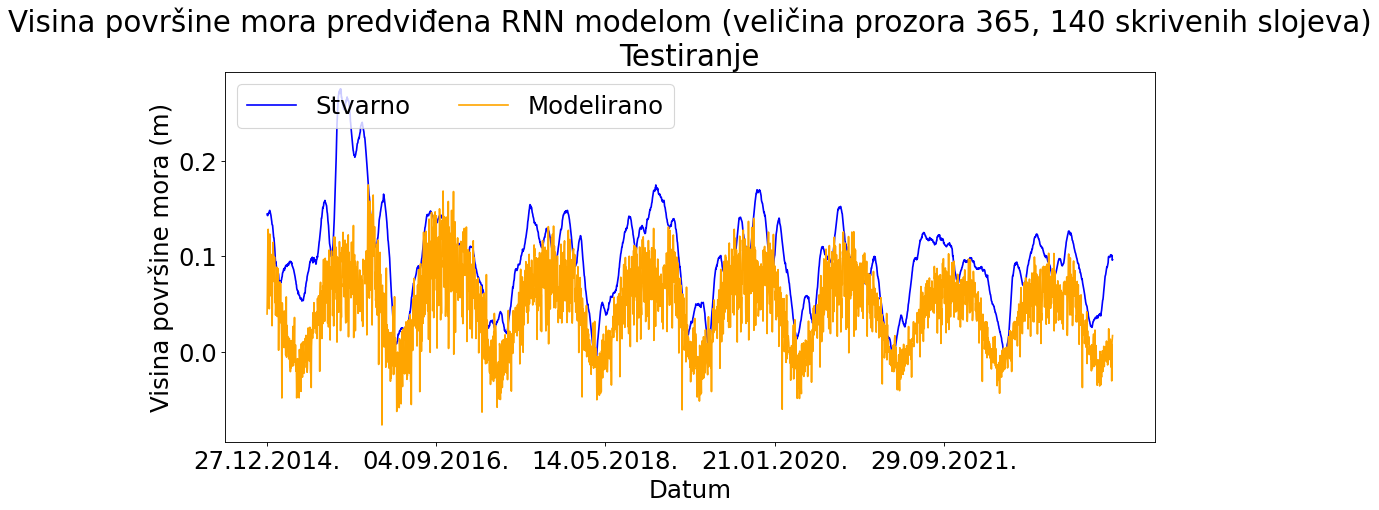 Visina površine mora predviđena RNN modelom (veličina prozora 365, 140 skrivenih slojeva)
Testiranje
Stvarno
Modelirano
Visina površine mora (m)
0.2
0.1
0.0
27.12.2014.
04.09.2016.
14.05.2018.
21.01.2020.
29.09.2021.
Datum